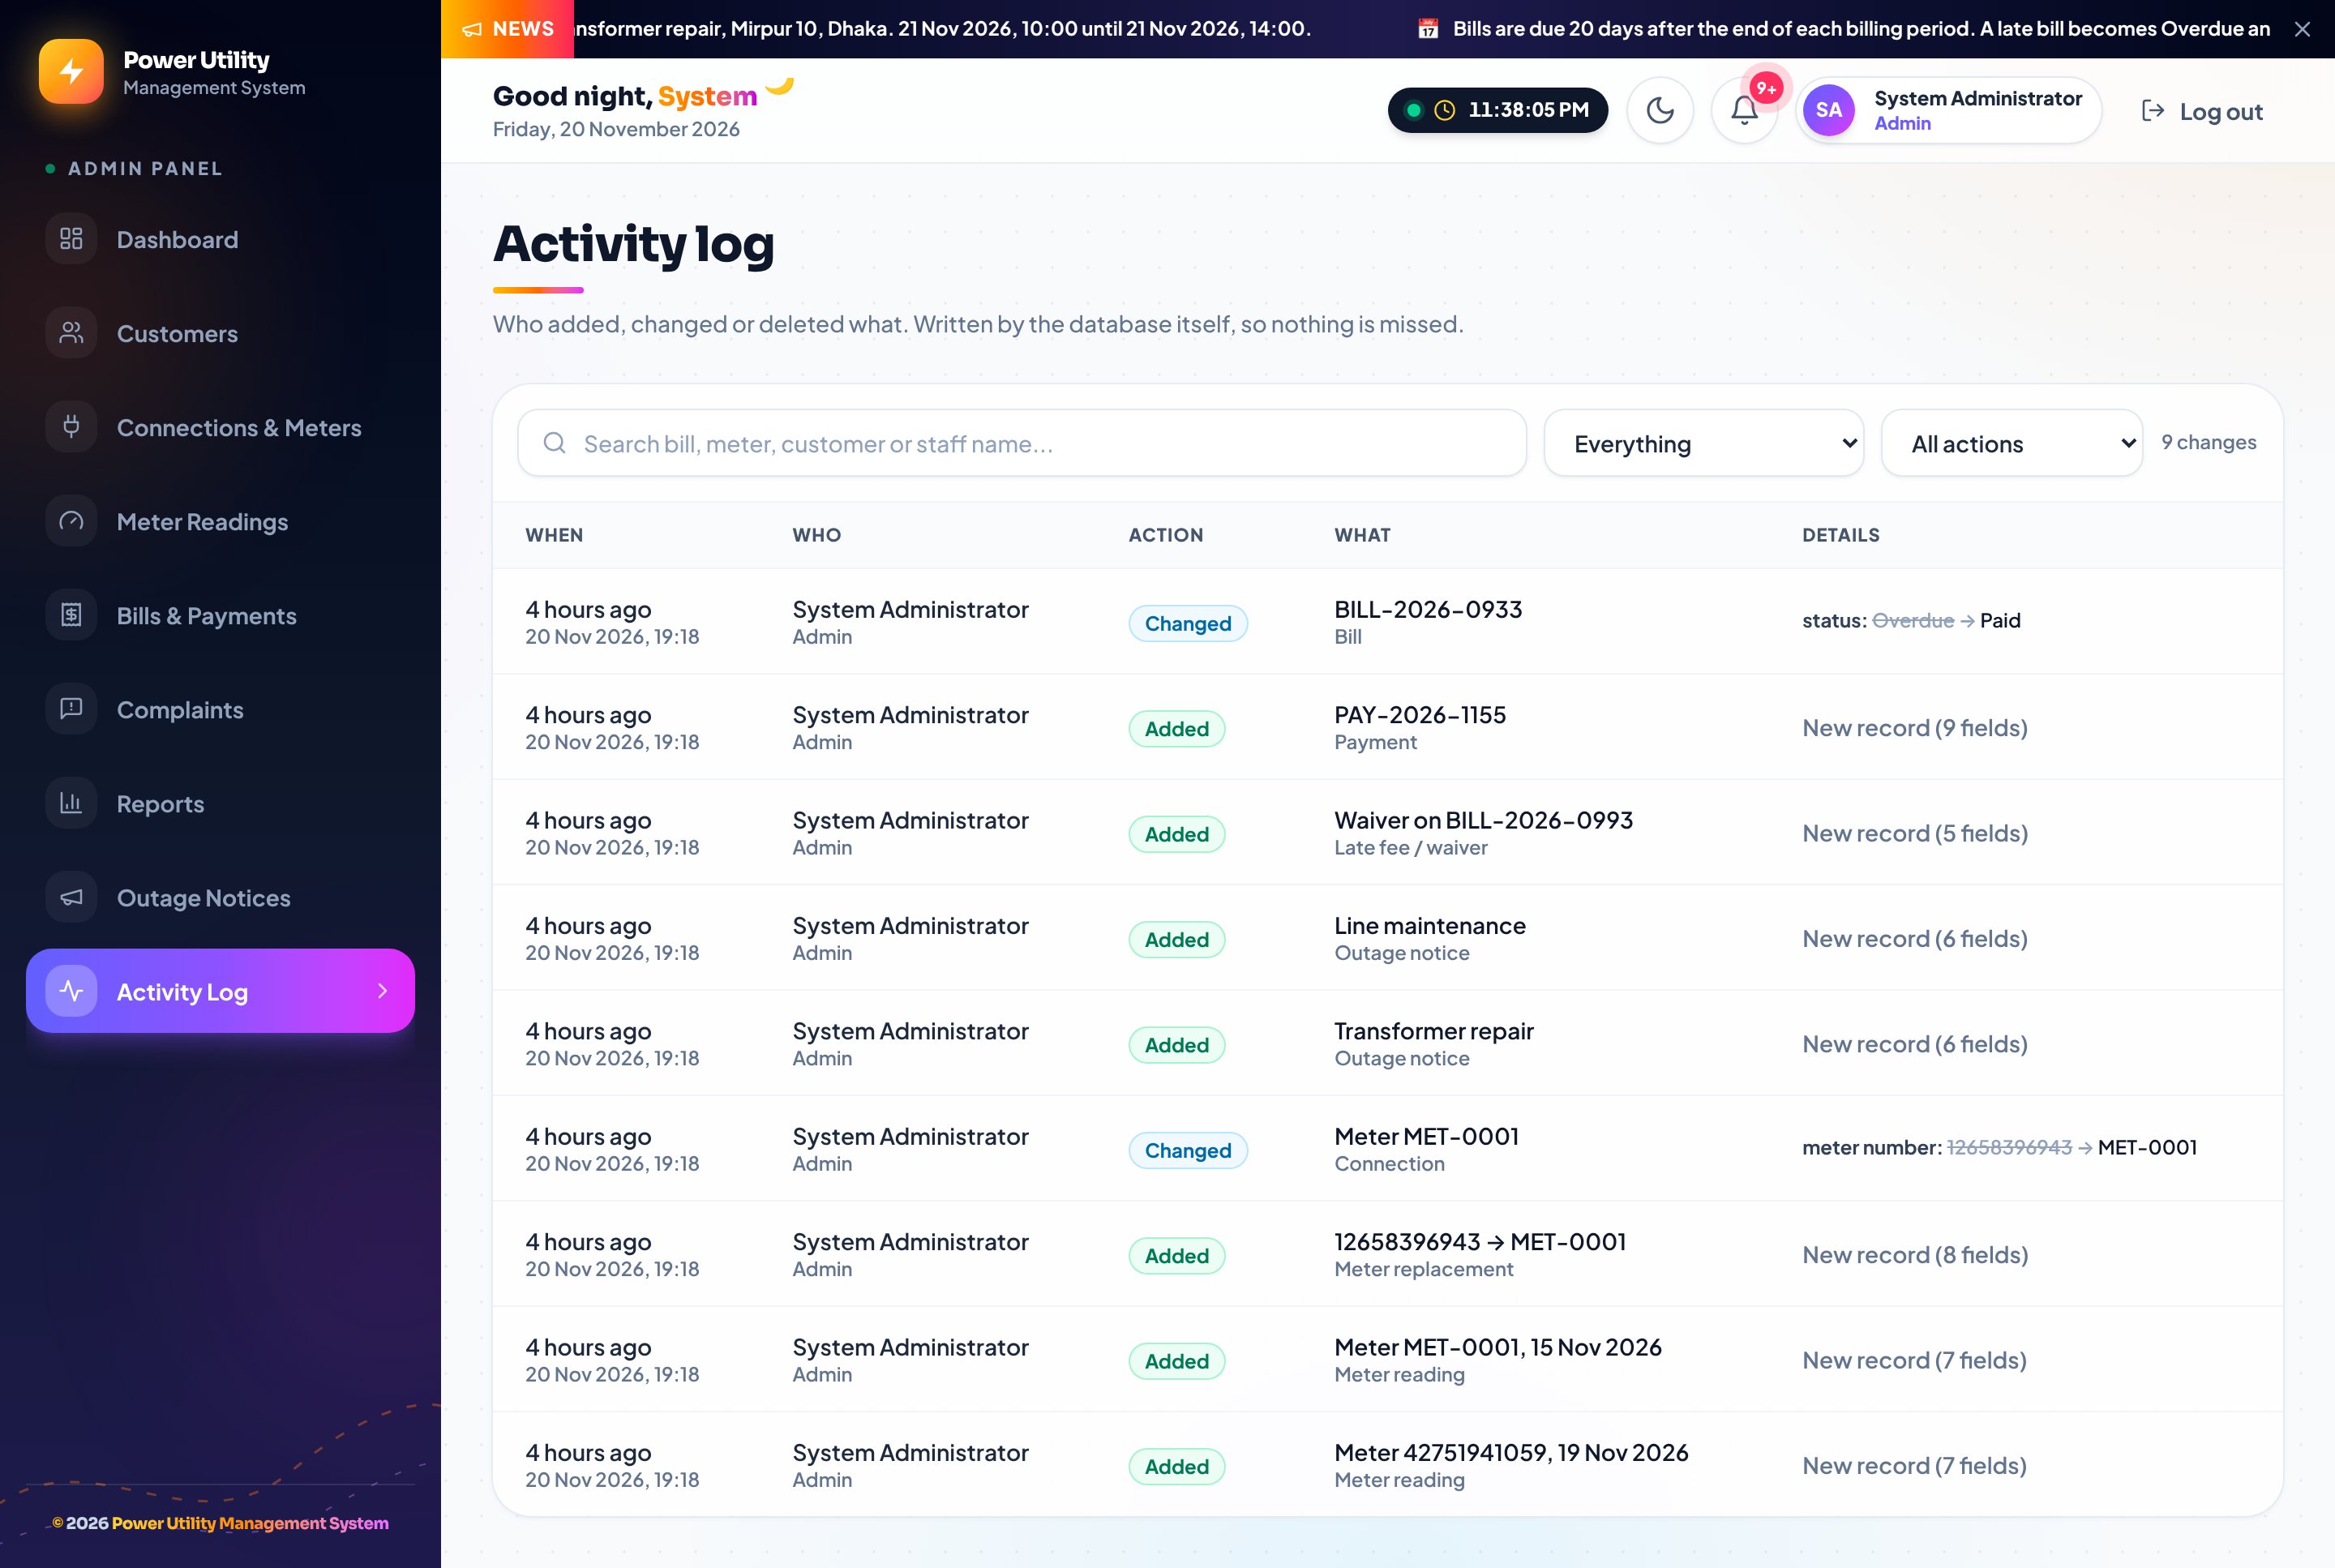 Power Utility
Management System
ADMIN PANEL
Dashboard
Customers
Connections & Meters
Meter Readings
Bills & Payments
Complaints
Reports
Outage Notices
Activity Log
© 2026 Power Utility Management System
NEWS
nsformer repair, Mirpur 10, Dhaka. 21 Nov 2026, 10:00 until 21 Nov 2026, 14:00. 📅 Bills are due 20 days after the end of each billing period. A late bill becomes Overdue an
Good night, System 🌙
Friday, 20 November 2026
11:38:05 PM
9+
SA
System Administrator
Admin
Log out
Activity log
Who added, changed or deleted what. Written by the database itself, so nothing is missed.
Search bill, meter, customer or staff name...
Everything
All actions
9 changes
WHEN WHO ACTION WHAT DETAILS
4 hours ago System Administrator Changed BILL-2026-0933 status: Overdue → Paid
20 Nov 2026, 19:18 Admin Bill
4 hours ago System Administrator Added PAY-2026-1155 New record (9 fields)
20 Nov 2026, 19:18 Admin Payment
4 hours ago System Administrator Added Waiver on BILL-2026-0993 New record (5 fields)
20 Nov 2026, 19:18 Admin Late fee / waiver
4 hours ago System Administrator Added Line maintenance New record (6 fields)
20 Nov 2026, 19:18 Admin Outage notice
4 hours ago System Administrator Added Transformer repair New record (6 fields)
20 Nov 2026, 19:18 Admin Outage notice
4 hours ago System Administrator Changed Meter MET-0001 meter number: 12658396943 → MET-0001
20 Nov 2026, 19:18 Admin Connection
4 hours ago System Administrator Added 12658396943 → MET-0001 New record (8 fields)
20 Nov 2026, 19:18 Admin Meter replacement
4 hours ago System Administrator Added Meter MET-0001, 15 Nov 2026 New record (7 fields)
20 Nov 2026, 19:18 Admin Meter reading
4 hours ago System Administrator Added Meter 42751941059, 19 Nov 2026 New record (7 fields)
20 Nov 2026, 19:18 Admin Meter reading